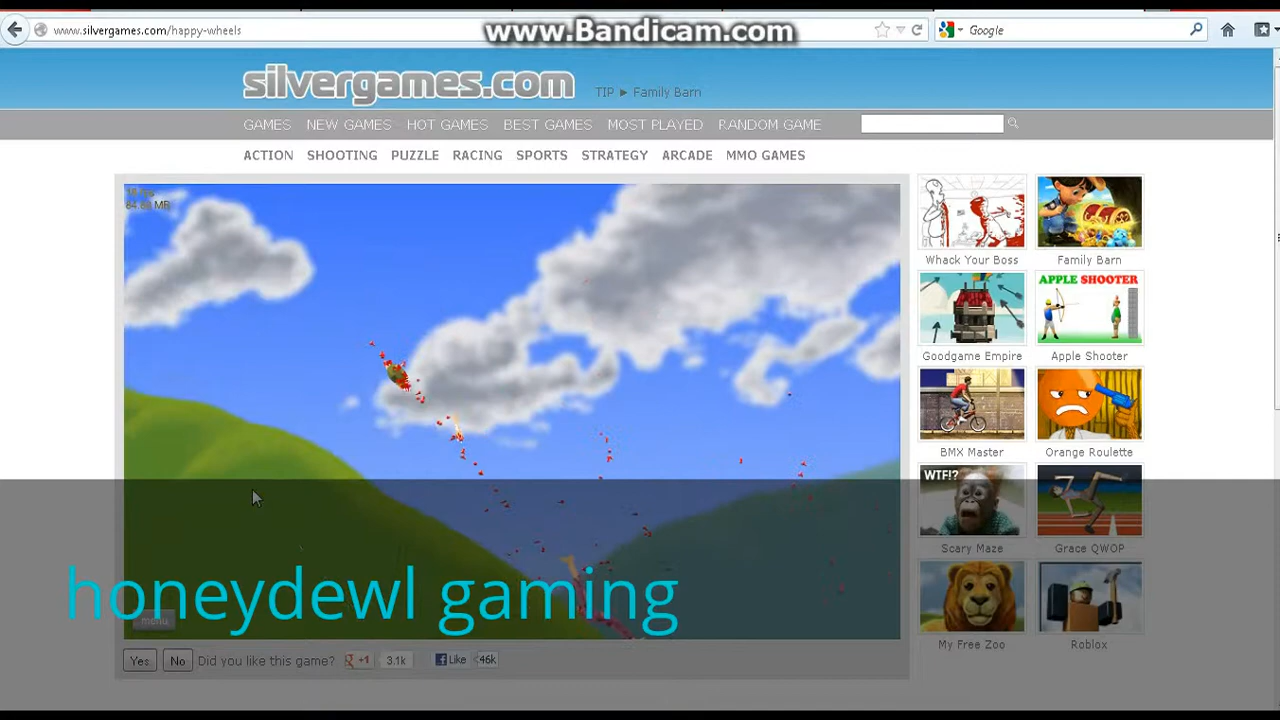 www.silvergames.com/happy-wheels
www.Bandicam.com
Google
silvergames.com
TIP ► Family Barn
GAMES NEW GAMES HOT GAMES BEST GAMES MOST PLAYED RANDOM GAME
ACTION SHOOTING PUZZLE RACING SPORTS STRATEGY ARCADE MMO GAMES
Whack Your Boss
Family Barn
APPLE SHOOTER
Goodgame Empire
Apple Shooter
BMX Master
Orange Roulette
WTF!?
Scary Maze
Grace QWOP
My Free Zoo
Roblox
honeydewl gaming
menu
Yes No Did you like this game? g +1 3.1k f Like 46k